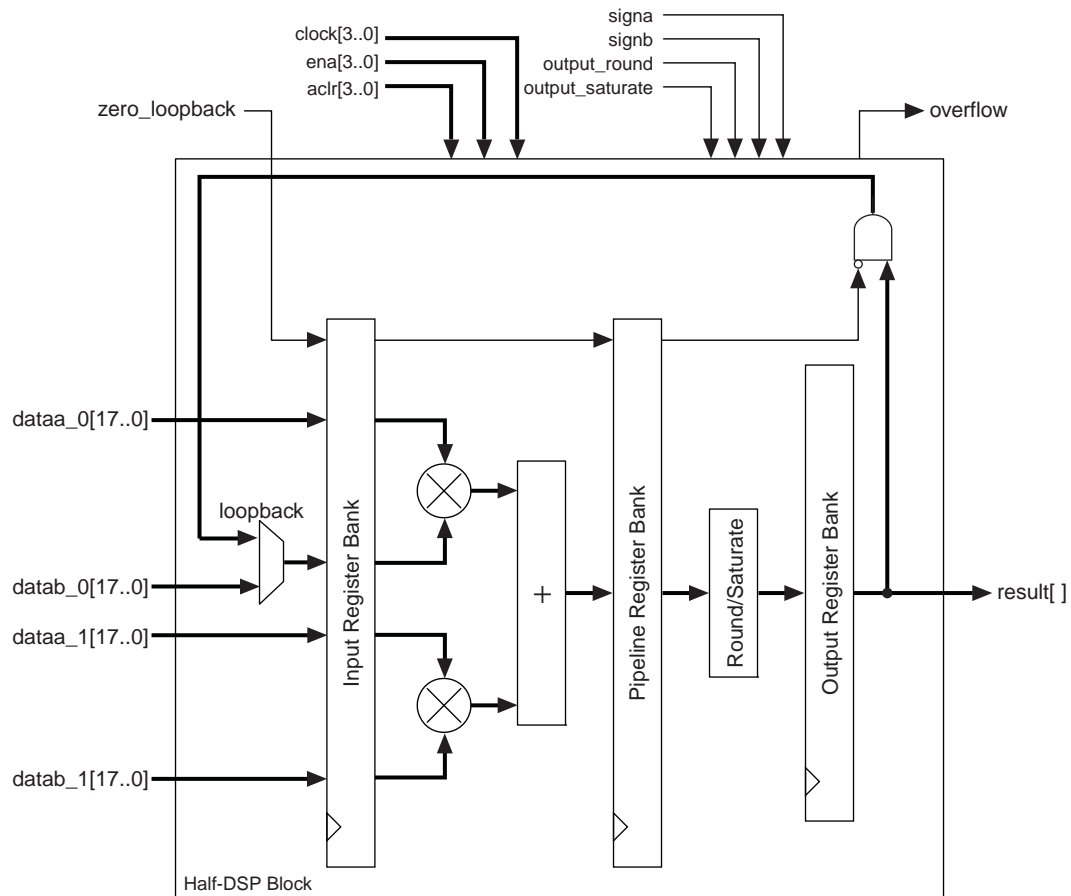 signa
signb
output_round
output_saturate
clock[3..0]
ena[3..0]
aclr[3..0]
zero_loopback
overflow
dataa_0[17..0]
loopback
datab_0[17..0]
dataa_1[17..0]
datab_1[17..0]
Input Register Bank
+
Pipeline Register Bank
Round/Saturate
Output Register Bank
result[ ]
Half-DSP Block